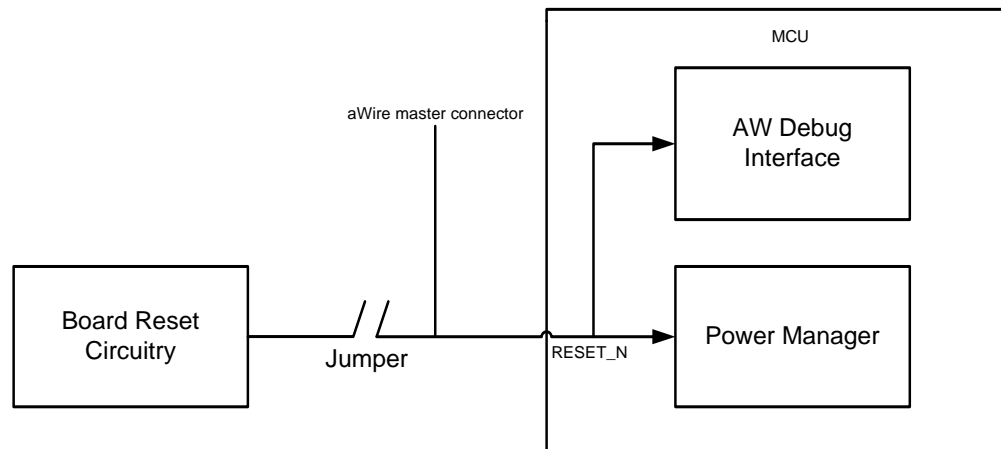 MCU
aWire master connector
AW Debug
Interface
Board Reset
Circuitry
Jumper
RESET_N
Power Manager